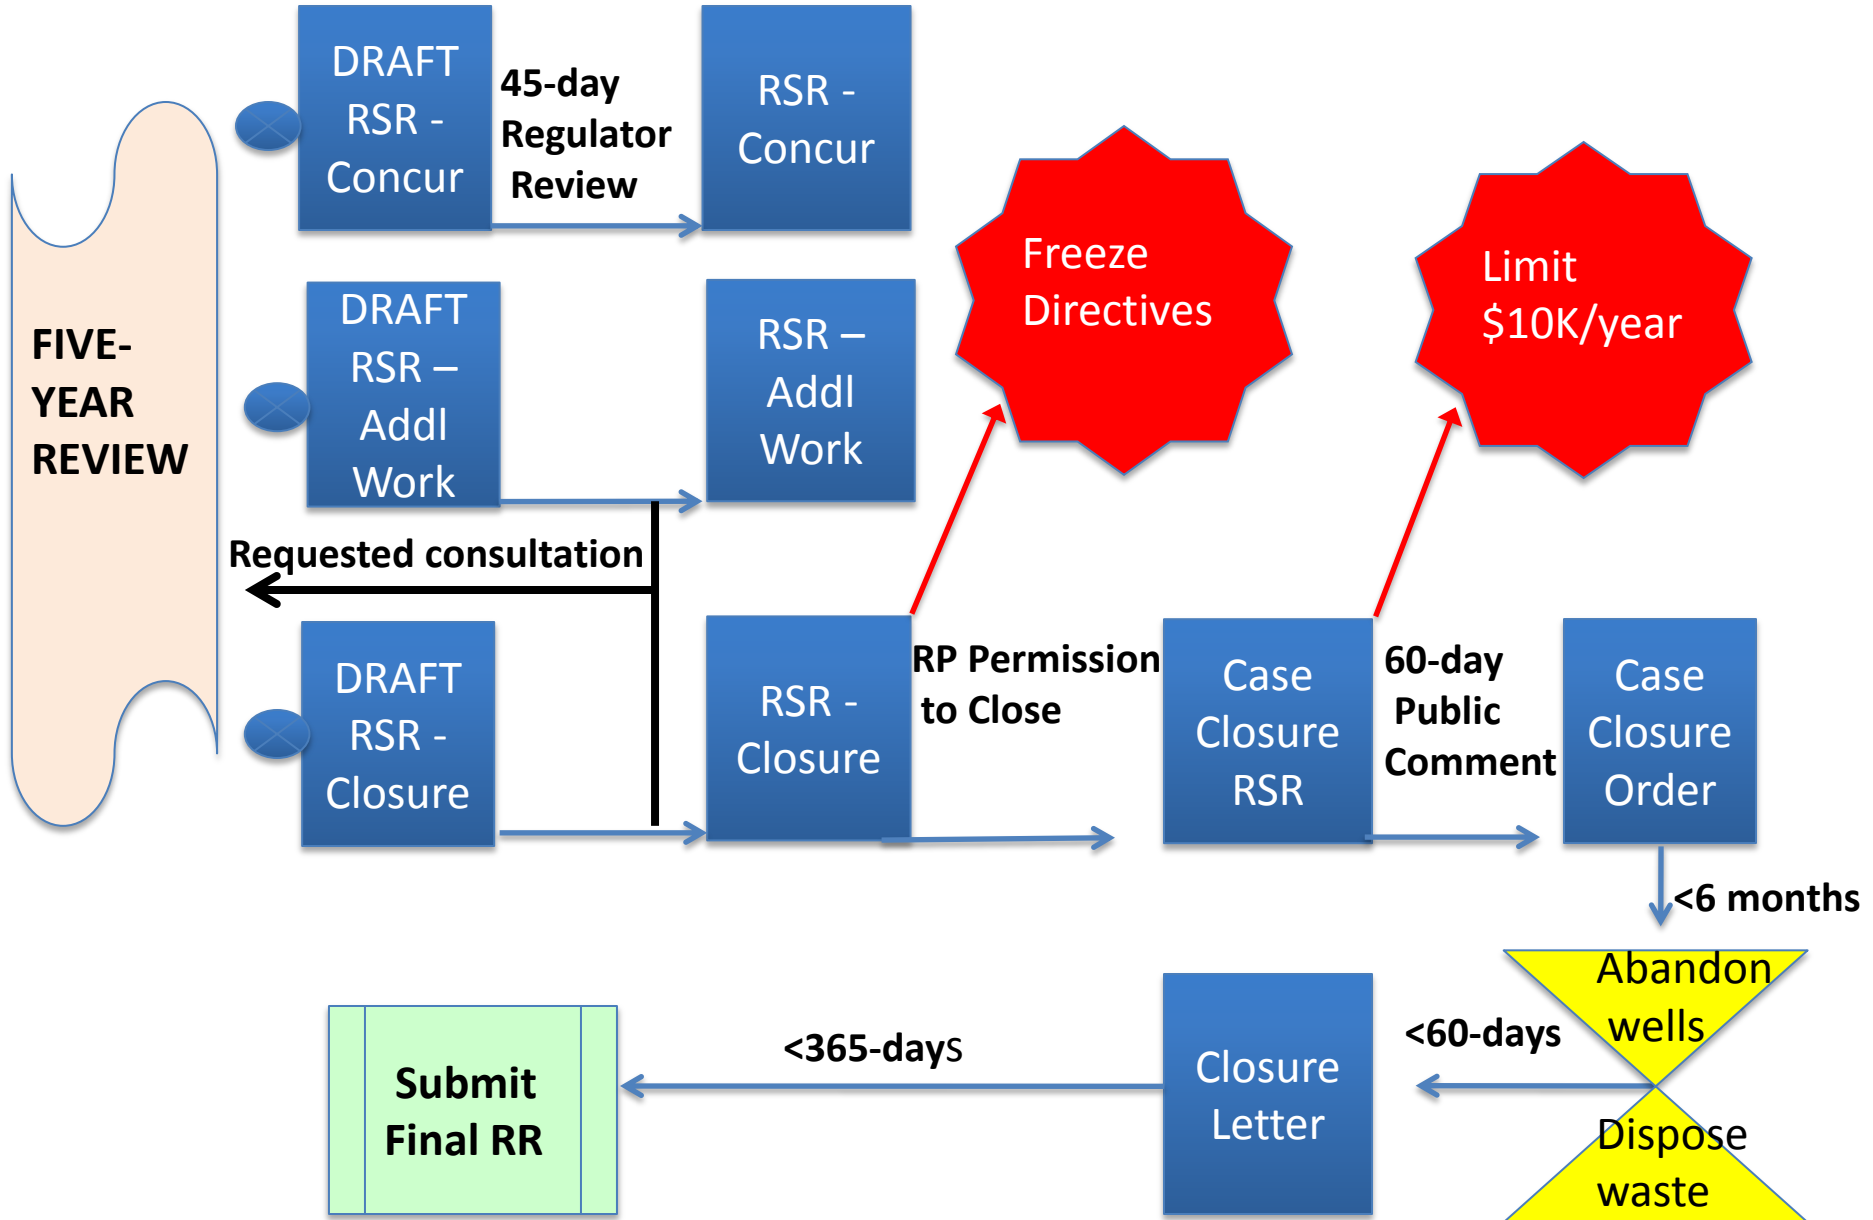 FIVE-
YEAR
REVIEW
DRAFT
RSR -
Concur
45-day
Regulator
Review
RSR -
Concur
DRAFT
RSR –
Addl
Work
RSR –
Addl
Work
Freeze
Directives
Limit
$10K/year
Requested consultation
DRAFT
RSR -
Closure
RSR -
Closure
RP Permission
to Close
Case
Closure
RSR
60-day
Public
Comment
Case
Closure
Order
<6 months
Abandon
wells
Dispose
waste
<60-days
Closure
Letter
<365-days
Submit
Final RR